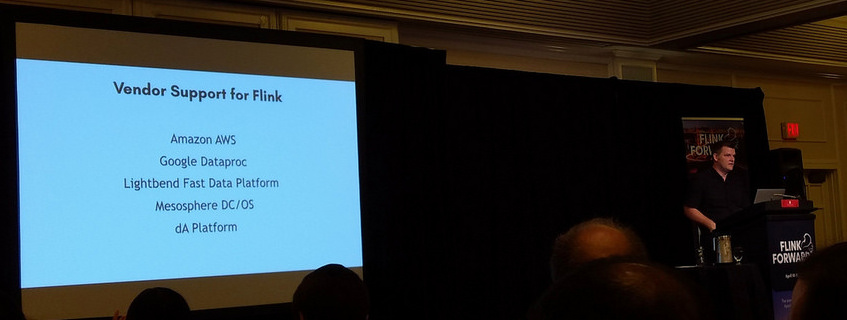 Vendor Support for Flink
Amazon AWS
Google Dataproc
Lightbend Fast Data Platform
Mesosphere DC/OS
dA Platform
FLINK
FORWARD
EXIT
FLINK
FORWARD
April